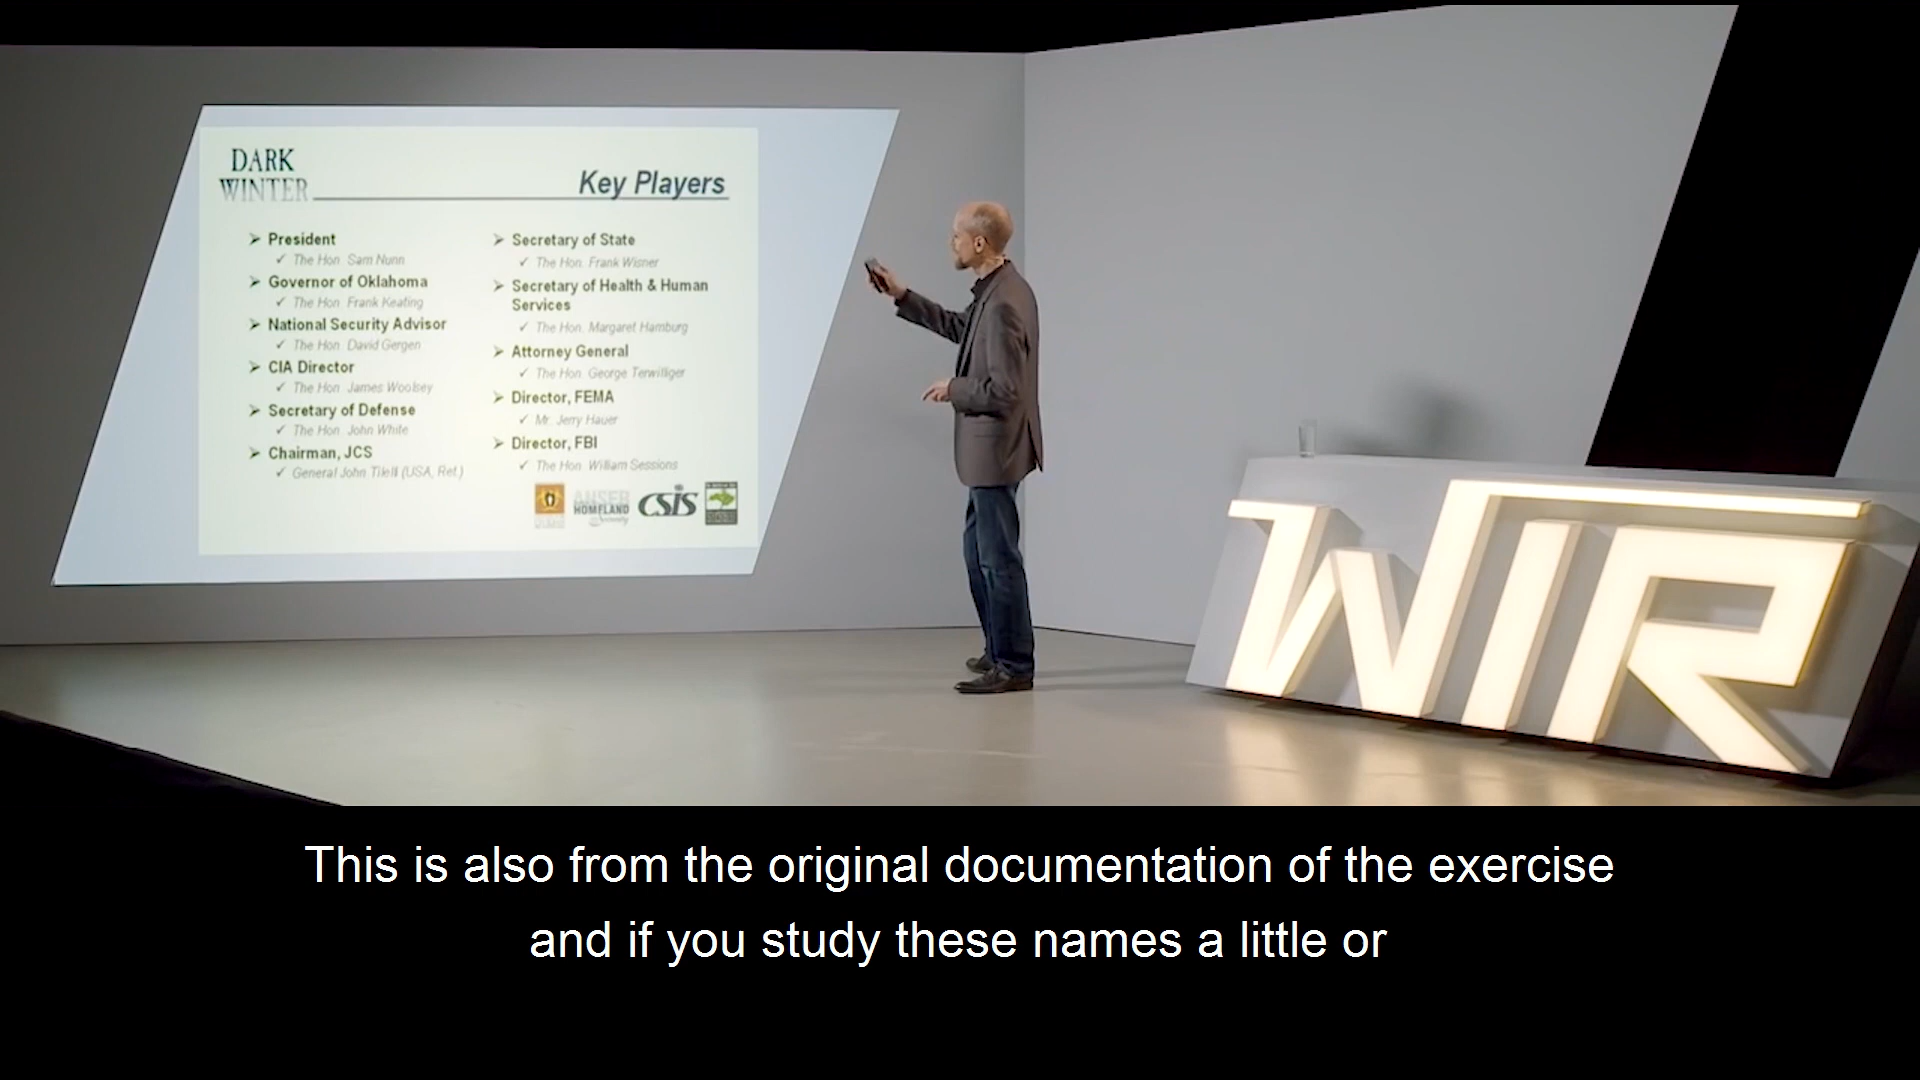 DARK
WINTER
Key Players
➢ President
✓ The Hon. Sam Nunn
➢ Governor of Oklahoma
✓ The Hon. Frank Keating
➢ National Security Advisor
✓ The Hon. David Gergen
➢ CIA Director
✓ The Hon. James Woolsey
➢ Secretary of Defense
✓ The Hon. John White
➢ Chairman, JCS
✓ General John Tilelli (USA, Ret.)
➢ Secretary of State
✓ The Hon. Frank Wisner
➢ Secretary of Health & Human
Services
✓ The Hon. Margaret Hamburg
➢ Attorney General
✓ The Hon. George Terwilliger
➢ Director, FEMA
✓ Mr. Jerry Hauer
➢ Director, FBI
✓ The Hon. William Sessions
ANSER
HOMELAND
Security
CSIS
WIR
This is also from the original documentation of the exercise
and if you study these names a little or